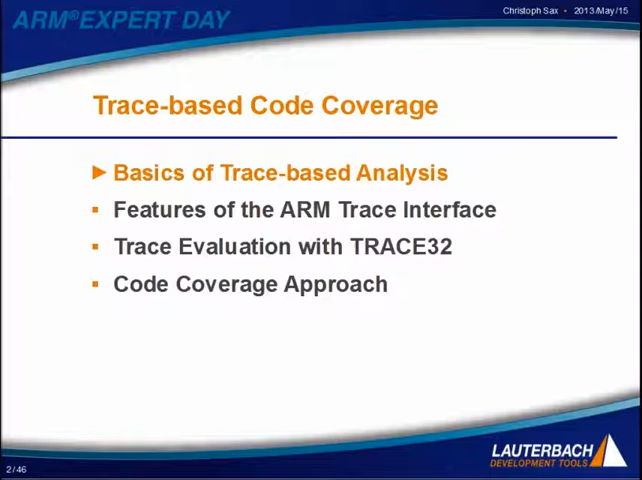 Christoph Sax • 2013/May/15
ARM®EXPERT DAY
Trace-based Code Coverage
► Basics of Trace-based Analysis
▪ Features of the ARM Trace Interface
▪ Trace Evaluation with TRACE32
▪ Code Coverage Approach
LAUTERBACH
DEVELOPMENT TOOLS
2 / 46